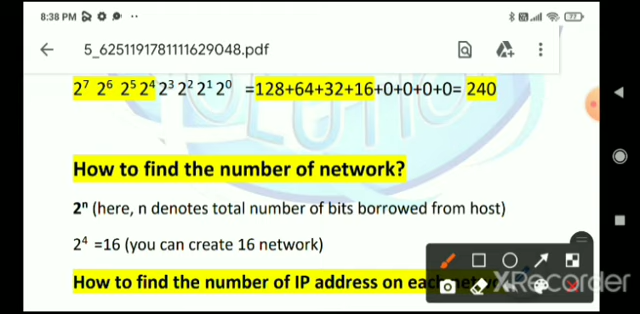 8:38 PM
77
5_6251191781111629048.pdf
2⁷ 2⁶ 2⁵ 2⁴ 2³ 2² 2¹ 2⁰ =128+64+32+16+0+0+0+0= 240
How to find the number of network?
2ⁿ (here, n denotes total number of bits borrowed from host)
2⁴ =16 (you can create 16 network)
How to find the number of IP address on each
XRecorder